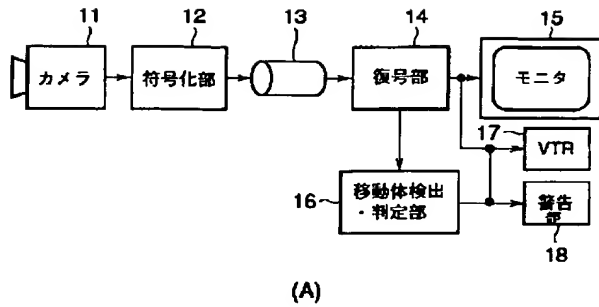 11
12
13
14
15
カメラ
符号化部
復号部
モニタ
17
VTR
16
移動体検出
・判定部
警告
部
18
(A)